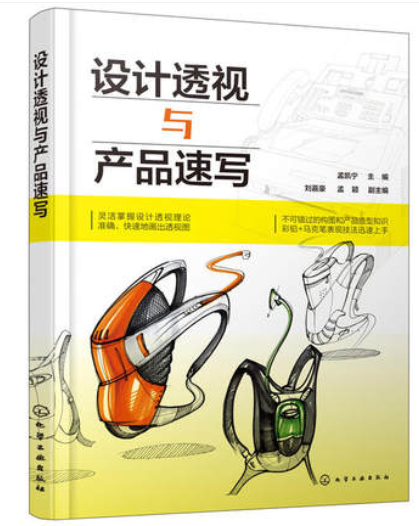 设计透视与产品速写
化学工业出版社
设计透视
与
产品速写
孟凯宁 主编
刘嘉豪 孟颖 副主编
灵活掌握设计透视理论
准确、快速地画出透视图
不可错过的构图和产品造型知识
彩铅+马克笔表现技法迅速上手
化学工业出版社